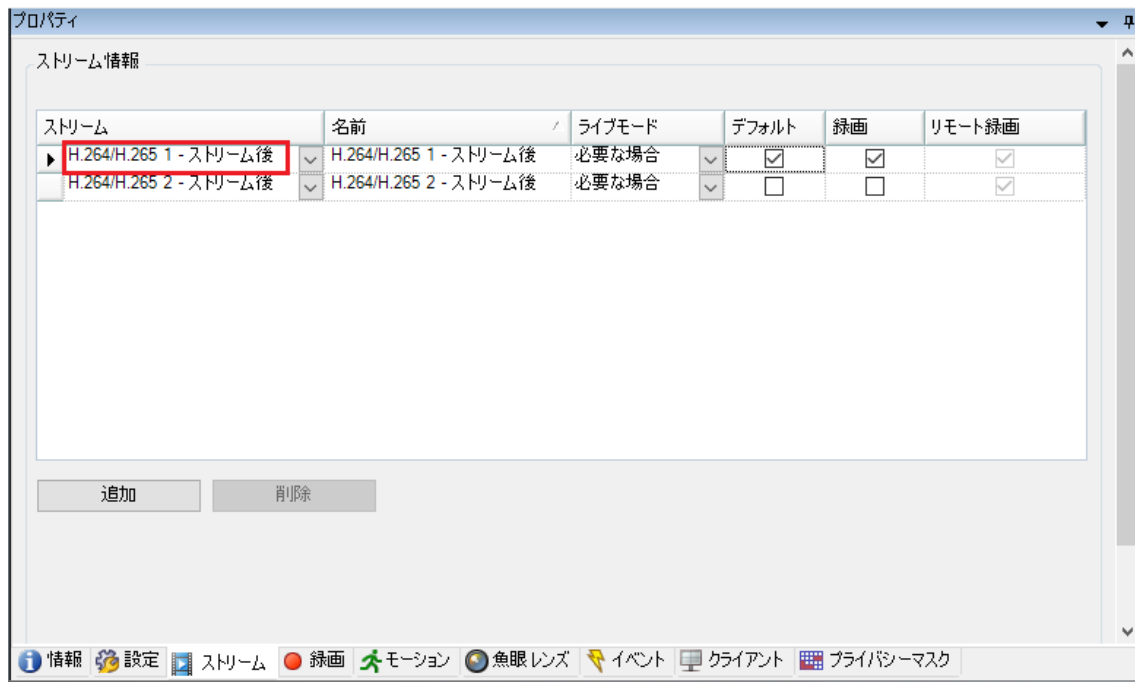 プロパティ
ストリーム情報
ストリーム 名前 ライブモード デフォルト 録画 リモート録画
H.264/H.265 1 - ストリーム後 H.264/H.265 1 - ストリーム後 必要な場合
H.264/H.265 2 - ストリーム後 H.264/H.265 2 - ストリーム後 必要な場合
追加 削除
情報 設定 ストリーム 録画 モーション 魚眼レンズ イベント クライアント プライバシーマスク